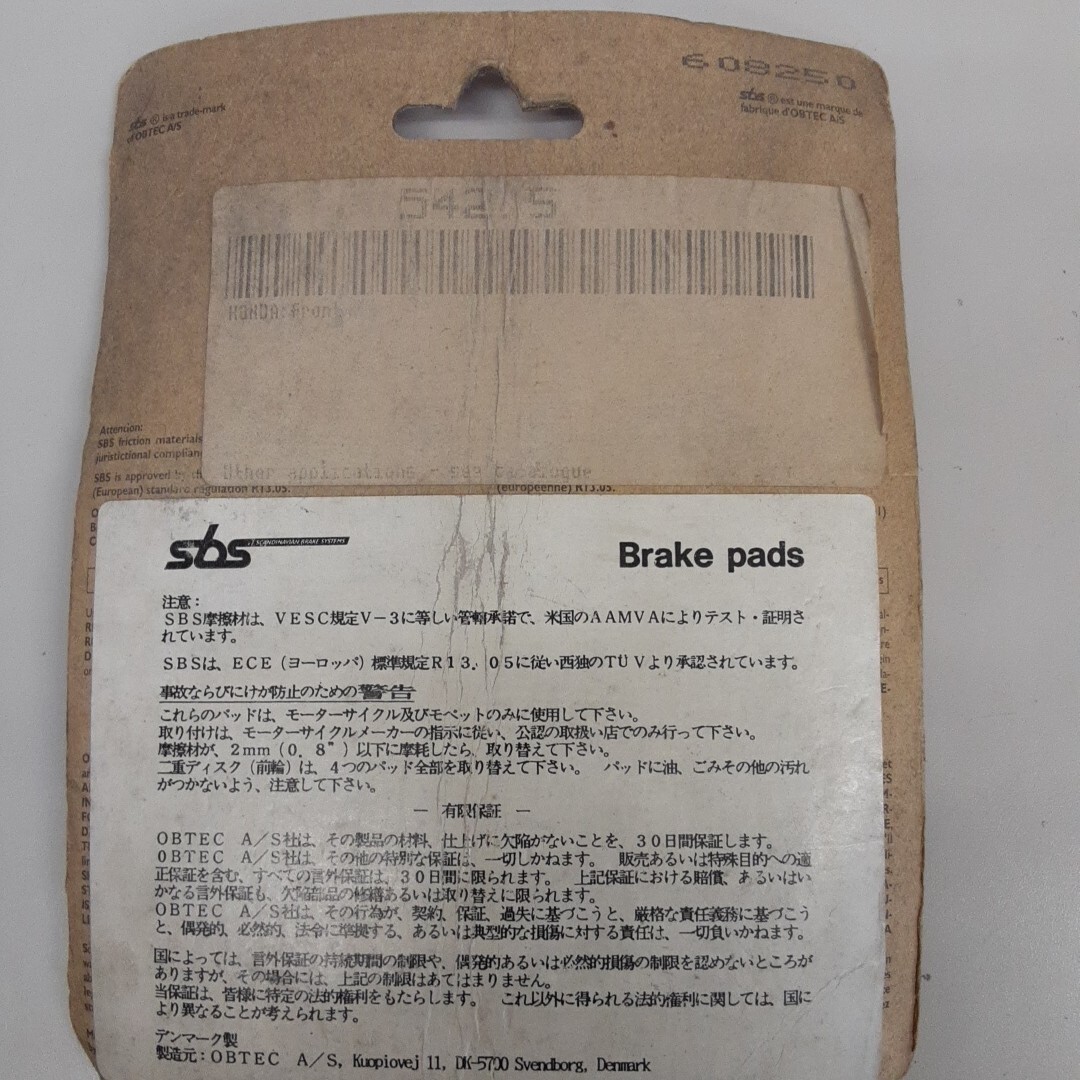 608250
sbs ® is a trade-mark
of OBTEC A/S
sbs ® est une marque de
fabrique d'OBTEC A/S
HONDA: Front
Attention:
SBS friction materials
jurisdictional complian
SBS is approved by
(European) standard regulation R13.05.
(européenne) R13.05.
Other applications - see catalogue
sbs SCANDINAVIAN BRAKE SYSTEMS
Brake pads
注意：
SBS摩擦材は、VESC規定V-3に等しい管轄承諾で、米国のAAMVAによりテスト・証明さ
れています。
SBSは、ECE（ヨーロッパ）標準規定R13.05に従い西独のTÜVより承認されています。
事故ならびにけが防止のための警告
これらのパッドは、モーターサイクル及びモペットのみに使用して下さい。
取り付けは、モーターサイクルメーカーの指示に従い、公認の取扱い店でのみ行って下さい。
摩擦材が、2mm（0.8"）以下に摩耗したら、取り替えて下さい。
二重ディスク（前輪）は、4つのパッド全部を取り替えて下さい。 パッドに油、ごみその他の汚れ
がつかないよう、注意して下さい。
— 有限保証 —
OBTEC A/S社は、その製品の材料、仕上げに欠陥がないことを、30日間保証します。
OBTEC A/S社は、その他の特別な保証は、一切しかねます。 販売あるいは特殊目的への適
正保証を含む、すべての言外保証は、30日間に限られます。 上記保証における賠償、あるいはい
かなる言外保証も、欠陥部品の修繕あるいは取り替えに限られます。
OBTEC A/S社は、その行為が、契約、保証、過失に基づこうと、厳格な責任義務に基づこう
と、偶発的、必然的、法令に準拠する、あるいは典型的な損傷に対する責任は、一切負いかねます。
国によっては、言外保証の持続期間の制限や、偶発的あるいは必然的損傷の制限を認めないところが
ありますが、その場合には、上記の制限はあてはまりません。
当保証は、皆様に特定の法的権利をもたらします。 これ以外に得られる法的権利に関しては、国に
より異なることが考えられます。
デンマーク製
製造元：OBTEC A/S, Kuopiovej 11, DK-5700 Svendborg, Denmark